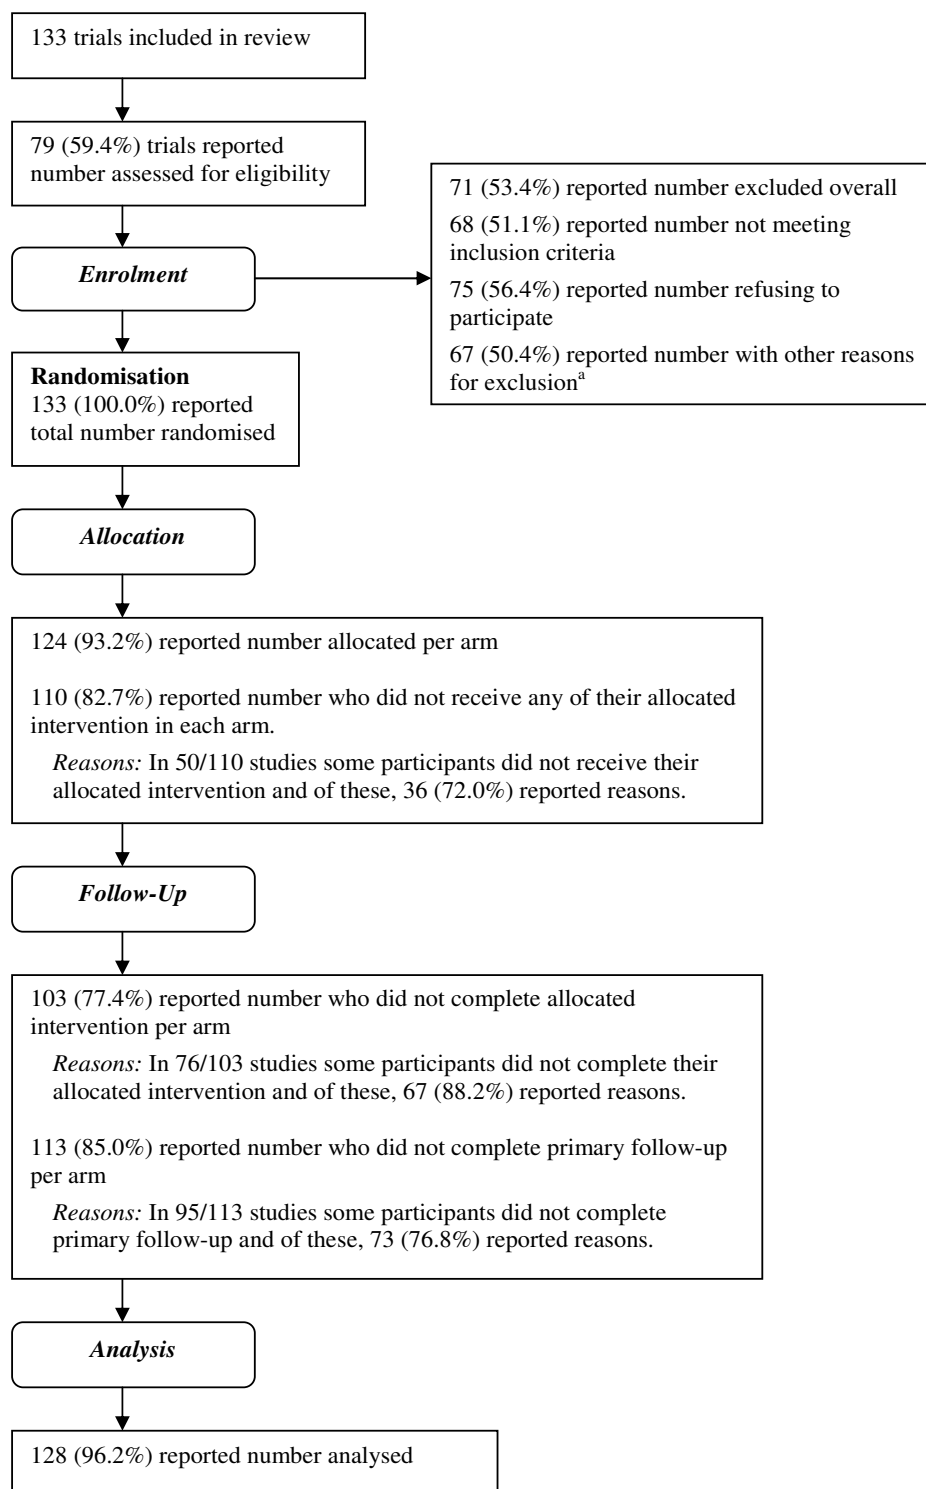 133 trials included in review
79 (59.4%) trials reported
number assessed for eligibility
71 (53.4%) reported number excluded overall
68 (51.1%) reported number not meeting
inclusion criteria
75 (56.4%) reported number refusing to
participate
67 (50.4%) reported number with other reasons
for exclusionᵃ
Enrolment
Randomisation
133 (100.0%) reported
total number randomised
Allocation
124 (93.2%) reported number allocated per arm
110 (82.7%) reported number who did not receive any of their allocated
intervention in each arm.
Reasons: In 50/110 studies some participants did not receive their
allocated intervention and of these, 36 (72.0%) reported reasons.
Follow-Up
103 (77.4%) reported number who did not complete allocated
intervention per arm
Reasons: In 76/103 studies some participants did not complete their
allocated intervention and of these, 67 (88.2%) reported reasons.
113 (85.0%) reported number who did not complete primary follow-up
per arm
Reasons: In 95/113 studies some participants did not complete
primary follow-up and of these, 73 (76.8%) reported reasons.
Analysis
128 (96.2%) reported number analysed